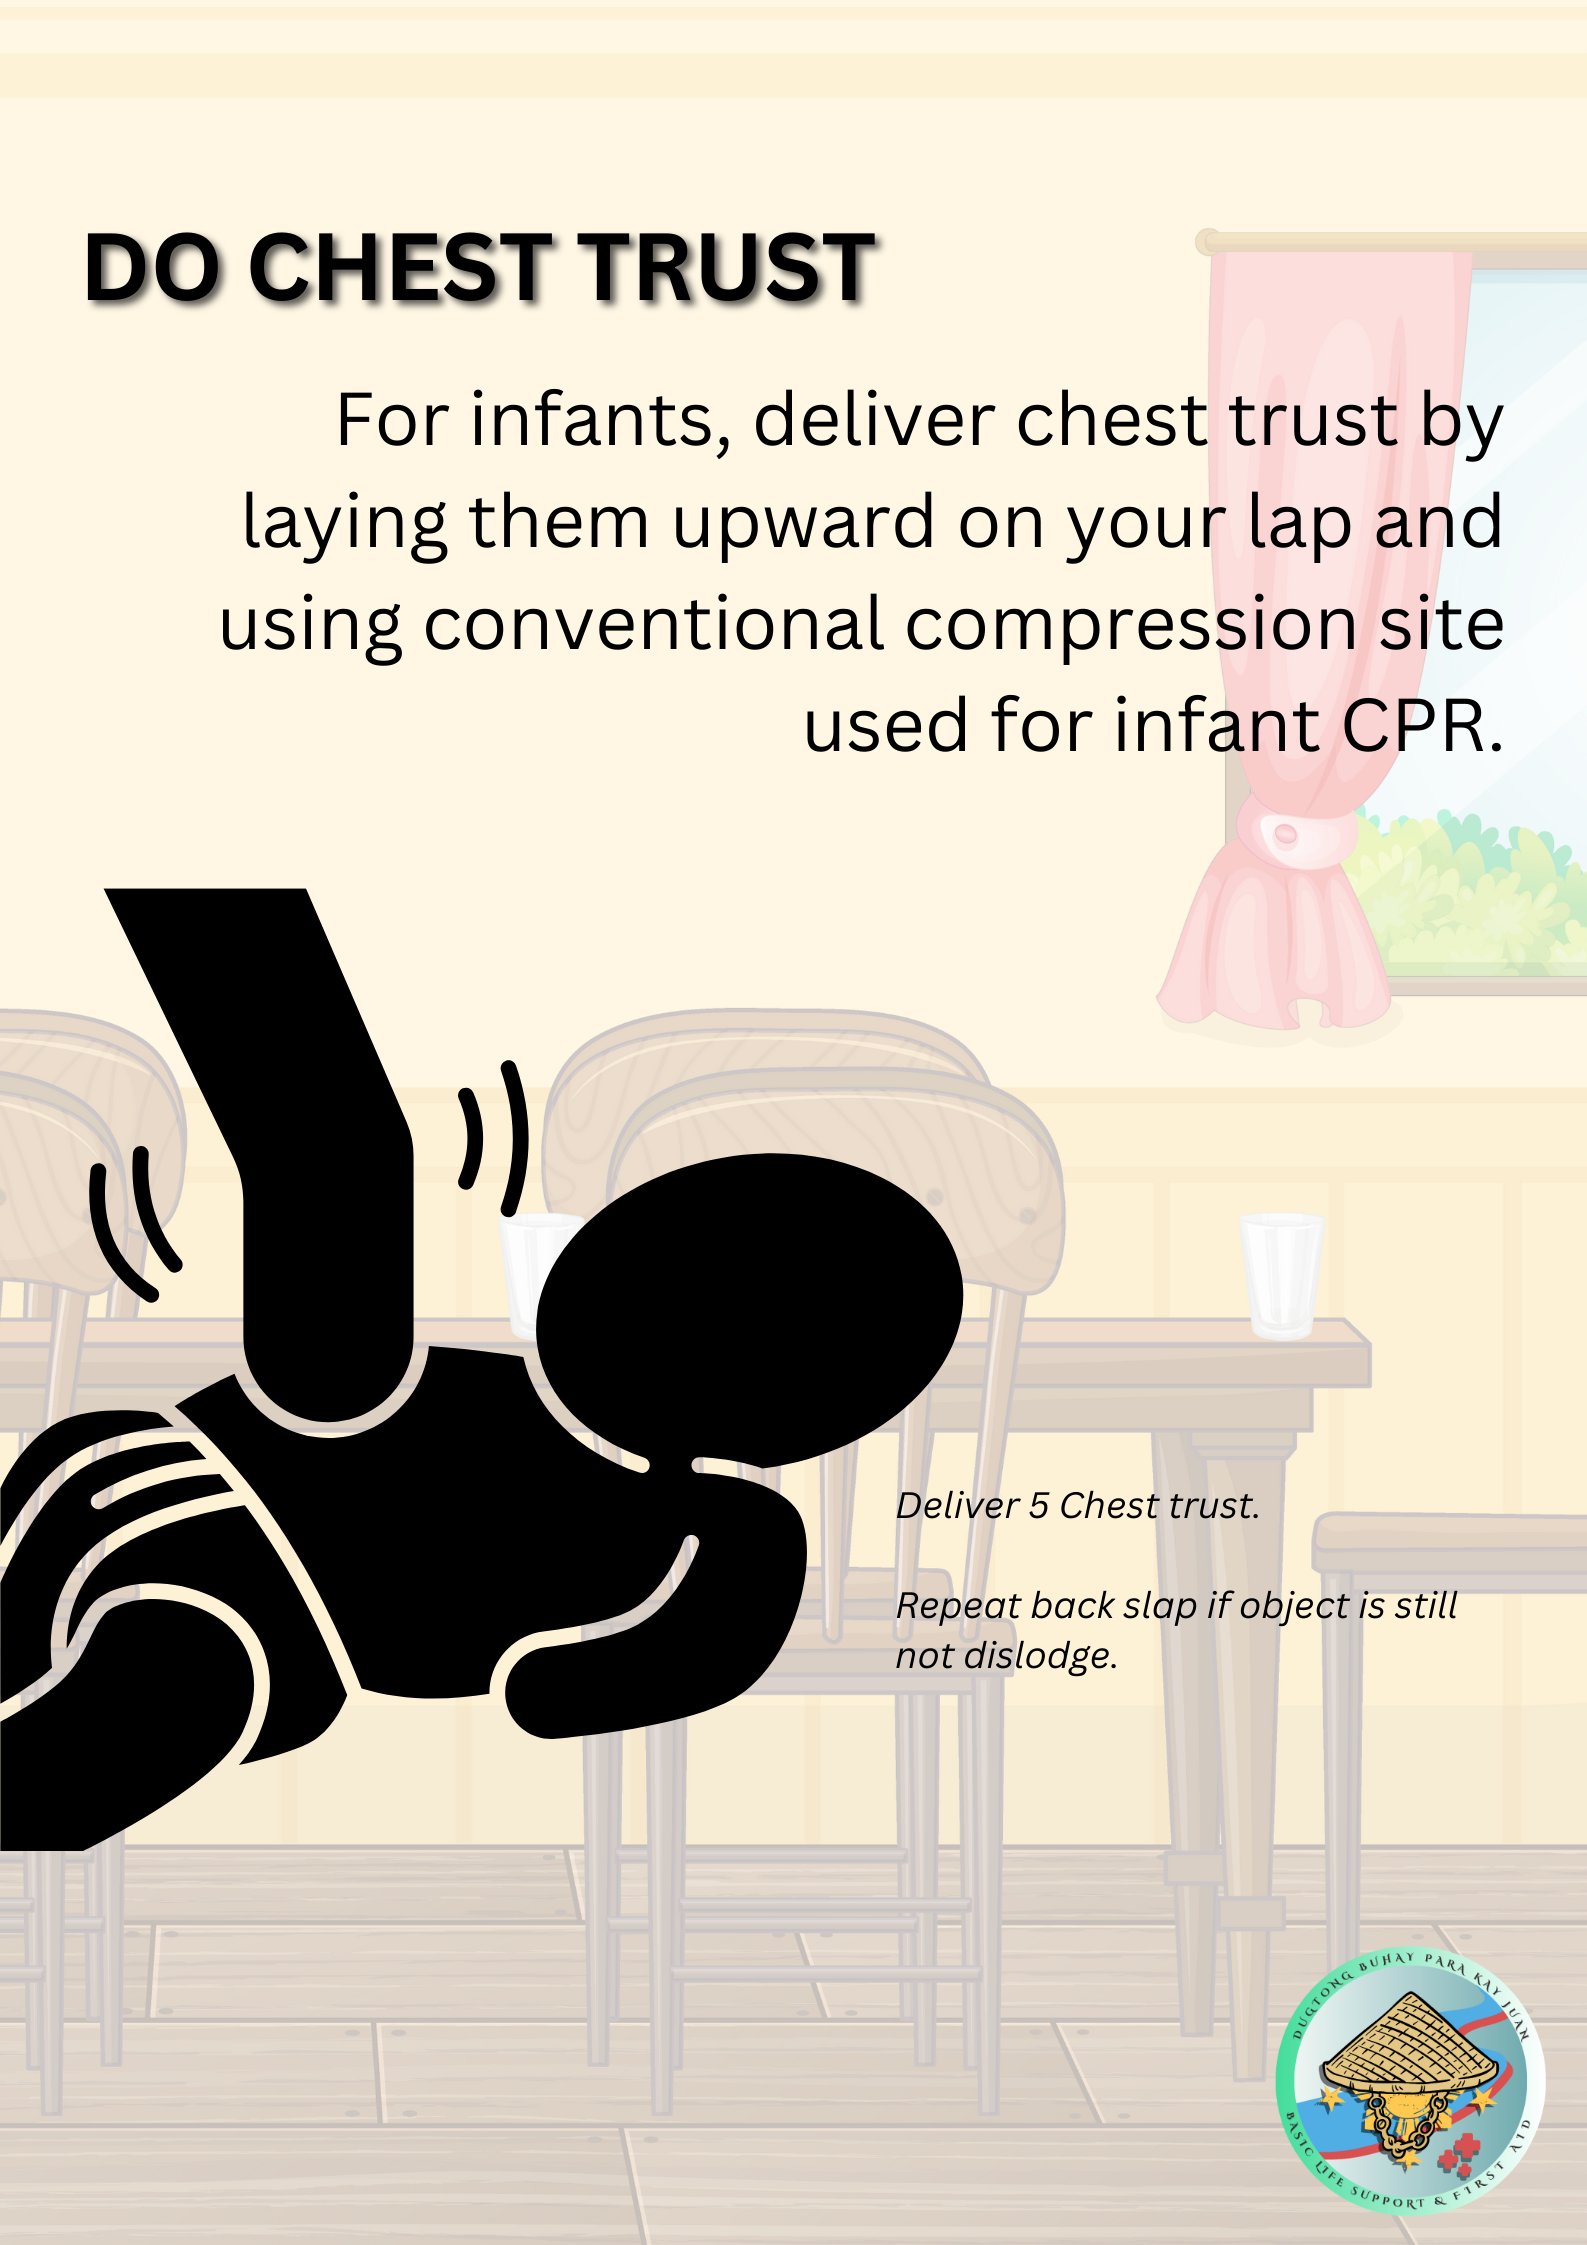 DO CHEST TRUST
For infants, deliver chest trust by
laying them upward on your lap and
using conventional compression site
used for infant CPR.
Deliver 5 Chest trust.
Repeat back slap if object is still
not dislodge.
DUGTONG BUHAY PARA KAY JUAN
BASIC LIFE SUPPORT & FIRST AID